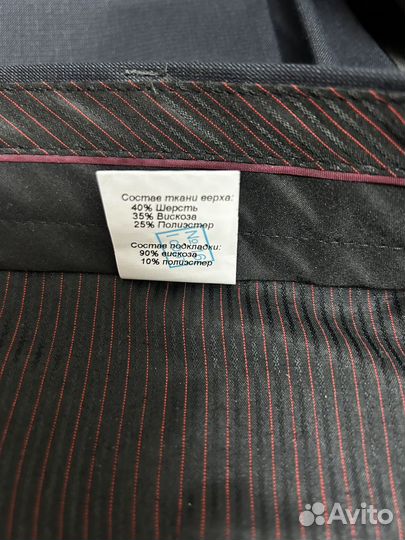 Состав ткани верха:
40% Шерсть
35% Вискоза
25% Полиэстер
Состав подкладки:
90% вискоза
10% полиэстер
Avito